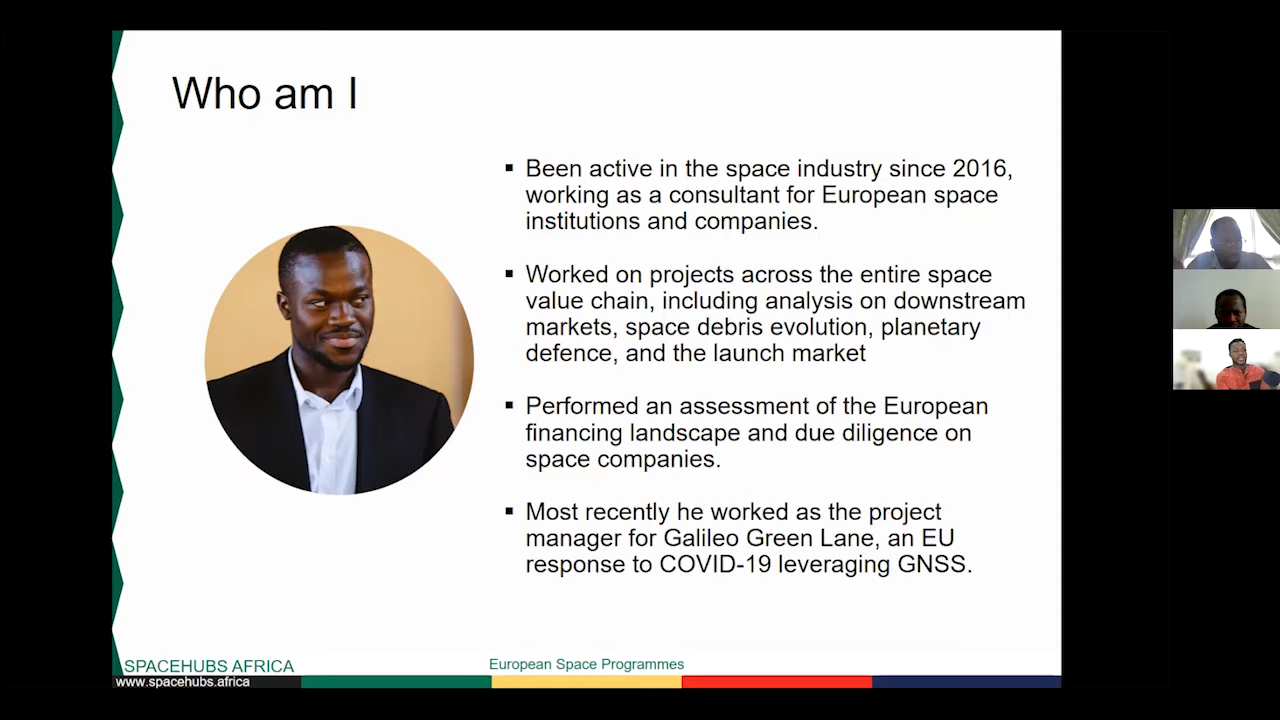 Who am I
▪ Been active in the space industry since 2016,
working as a consultant for European space
institutions and companies.
▪ Worked on projects across the entire space
value chain, including analysis on downstream
markets, space debris evolution, planetary
defence, and the launch market
▪ Performed an assessment of the European
financing landscape and due diligence on
space companies.
▪ Most recently he worked as the project
manager for Galileo Green Lane, an EU
response to COVID-19 leveraging GNSS.
SPACEHUBS AFRICA
European Space Programmes
www.spacehubs.africa